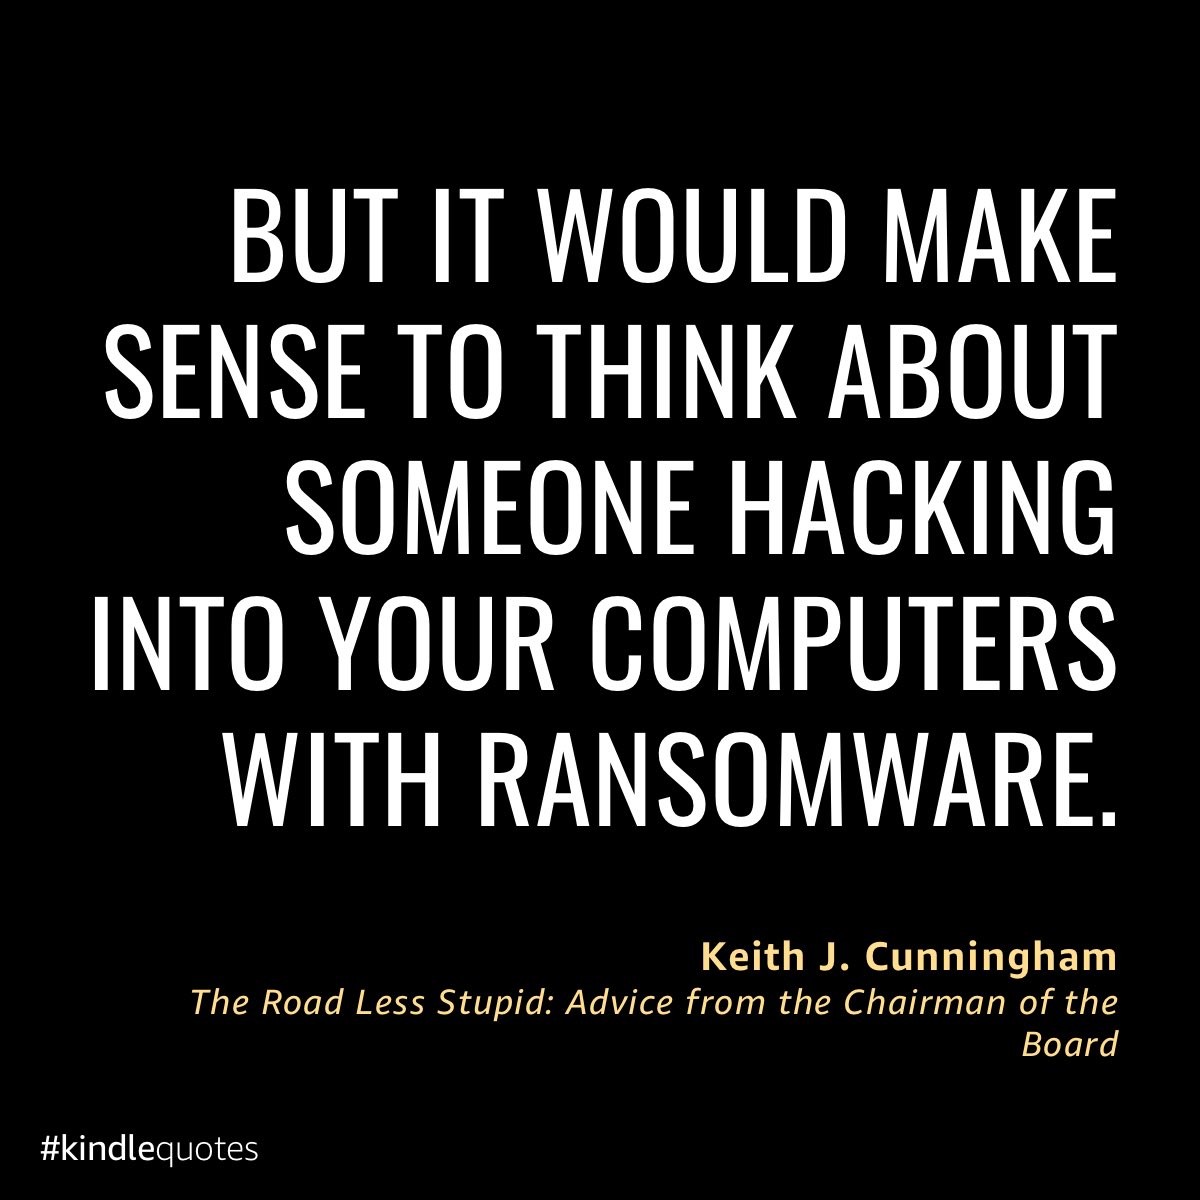 BUT IT WOULD MAKE
SENSE TO THINK ABOUT
SOMEONE HACKING
INTO YOUR COMPUTERS
WITH RANSOMWARE.
Keith J. Cunningham
The Road Less Stupid: Advice from the Chairman of the
Board
#kindlequotes